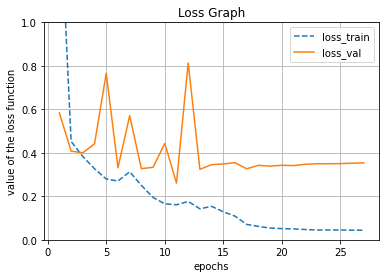 Loss Graph
value of the loss function
1.0
0.8
0.6
0.4
0.2
0.0
loss_train
loss_val
0 5 10 15 20 25
epochs